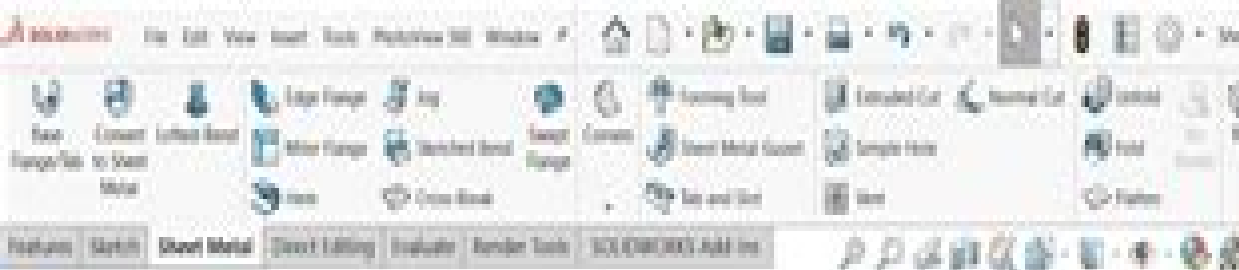 SOLIDWORKS File Edit View Insert Tools PhotoView 360 Window
Base Flange/Tab
Convert to Sheet Metal
Lofted-Bend
Edge Flange
Miter Flange
Hem
Jog
Sketched Bend
Cross-Break
Swept Flange
Corners
Forming Tool
Sheet Metal Gusset
Tab and Slot
Extruded Cut
Simple Hole
Vent
Normal Cut
Unfold
Fold
Flatten
Features Sketch Sheet Metal Direct Editing Evaluate Render Tools SOLIDWORKS Add-Ins